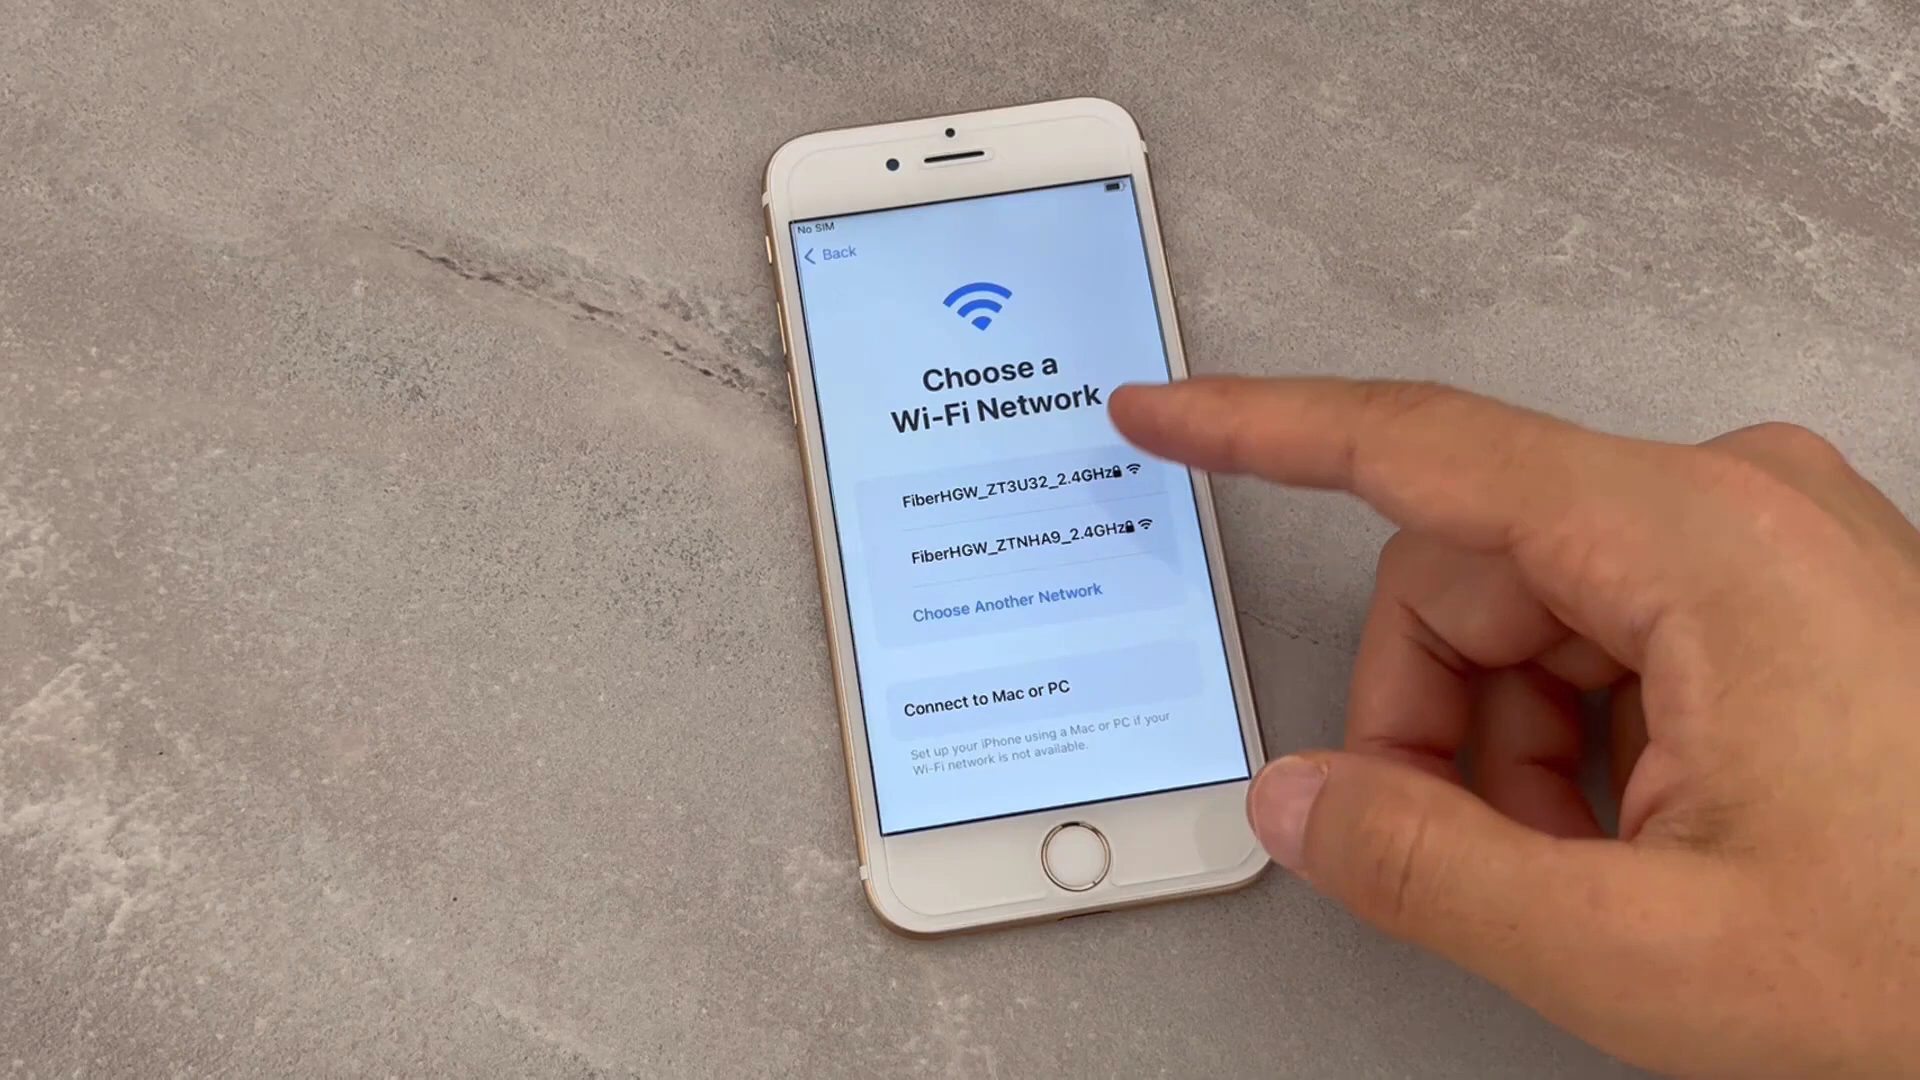 No SIM
Back
Choose a
Wi-Fi Network
FiberHGW_ZT3U32_2.4GHz
FiberHGW_ZTNHA9_2.4GHz
Choose Another Network
Connect to Mac or PC
Set up your iPhone using a Mac or PC if your
Wi-Fi network is not available.